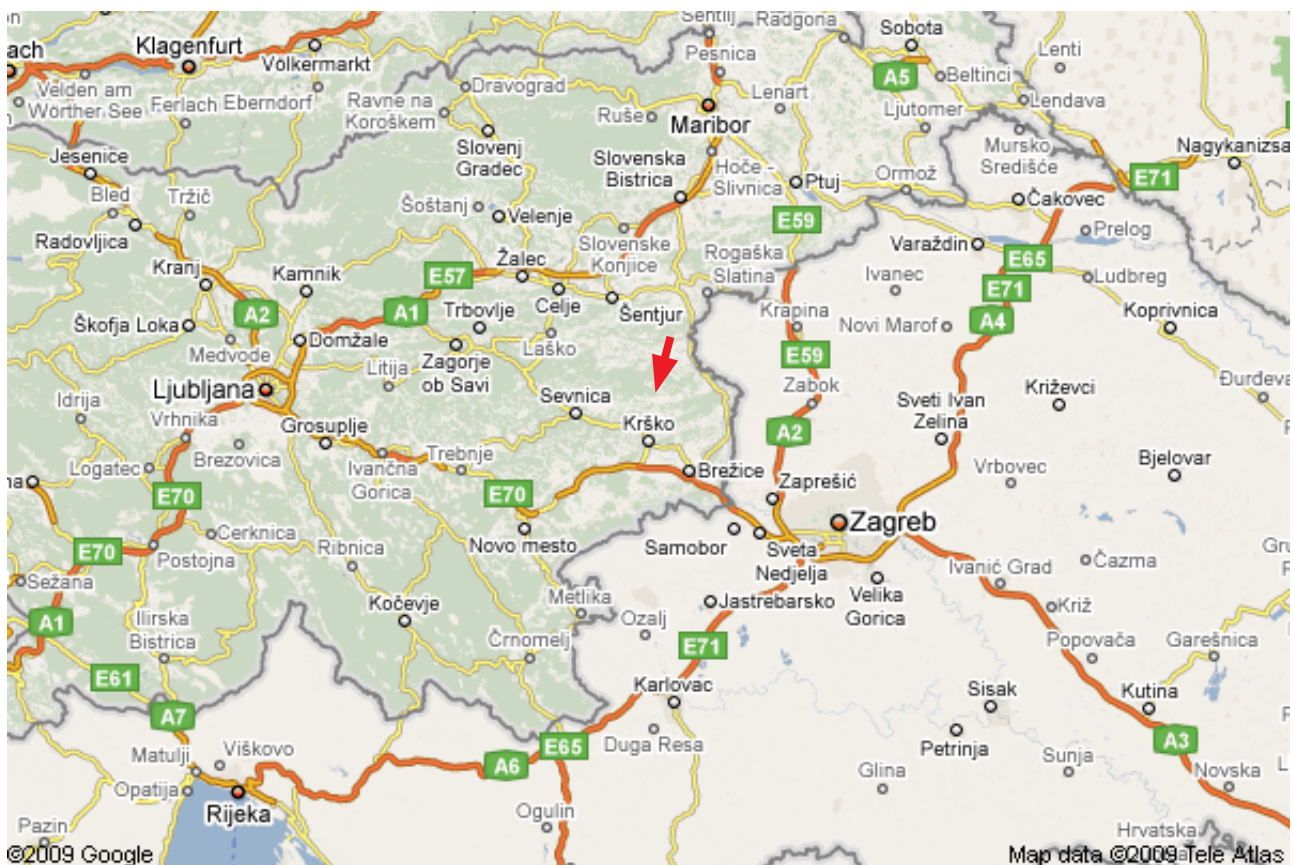 Sentilj
Radgona
Sobota
Klagenfurt
ach
Völkermarkt
Pesnica
Lenti
A5
Beltinci
Velden am
Wörther See
Ferlach
Eberndorf
Dravograd
Ravne na
Koroškem
Ruše
Maribor
Lenart
Ljutomer
Lendava
Jesenice
Slovenj
Gradec
Slovenska
Bistrica
Hoče -
Slivnica
Ptuj
Ormož
Mursko
Središće
Nagykanizsa
E71
Bled
Tržič
Šoštanj
Velenje
Čakovec
Radovljica
E59
Slovenske
Konjice
Rogaška
Slatina
Varaždin
Prelog
Kranj
Kamnik
E57
Žalec
Ivanec
E65
Ludbreg
E71
A2
A1
Trbovlje
Celje
Šentjur
Krapina
Novi Marof
A4
Koprivnica
Škofja Loka
Medvode
Domžale
Zagorje
ob Savi
Laško
E59
Litija
Ljubljana
Zabok
Križevci
Đurđeva
Idrija
Vrhnika
Sevnica
Sveti Ivan
Zelina
Grosuplje
Krško
A2
Logatec
Brezovica
Ivančna
Gorica
Trebnje
Brežice
Vrbovec
Bjelovar
na
E70
E70
Zaprešić
Zagreb
Cerknica
E70
Postojna
Ribnica
Novo mesto
Samobor
Sveta
Nedjelja
Ivanić Grad
Čazma
Gru
Sežana
Kočevje
Metlika
Ozalj
Jastrebarsko
Velika
Gorica
Križ
A1
Ilirska
Bistrica
Črnomelj
E71
Popovača
Garešnica
E61
Karlovac
Sisak
Kutina
A7
Matulji
Viškovo
E65
Duga Resa
Petrinja
A3
Sunja
Opatija
Rijeka
A6
Glina
Novska
Ogulin
Pazin
Hrvatska
©2009 Google
Map data ©2009 Tele Atlas